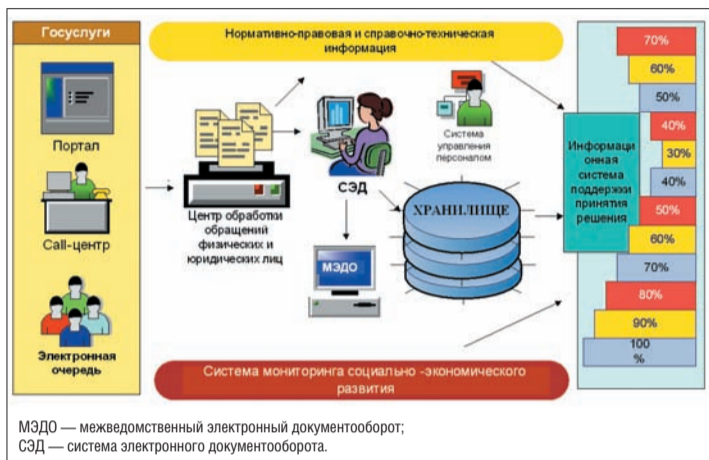 Госуслуги
Портал
Call-центр
Электронная
очередь
Нормативно-правовая и справочно-техническая
информация
Центр обработки
обращений
физических и
юридических лиц
СЭД
МЭДО
Система
управления
персоналом
ХРАНИЛИЩЕ
Система мониторинга социально -экономического
развития
Информаци
онная
система
поддержки
принятия
решения
70%
60%
50%
40%
30%
40%
50%
60%
70%
80%
90%
100
%
МЭДО — межведомственный электронный документооборот;
СЭД — система электронного документооборота.